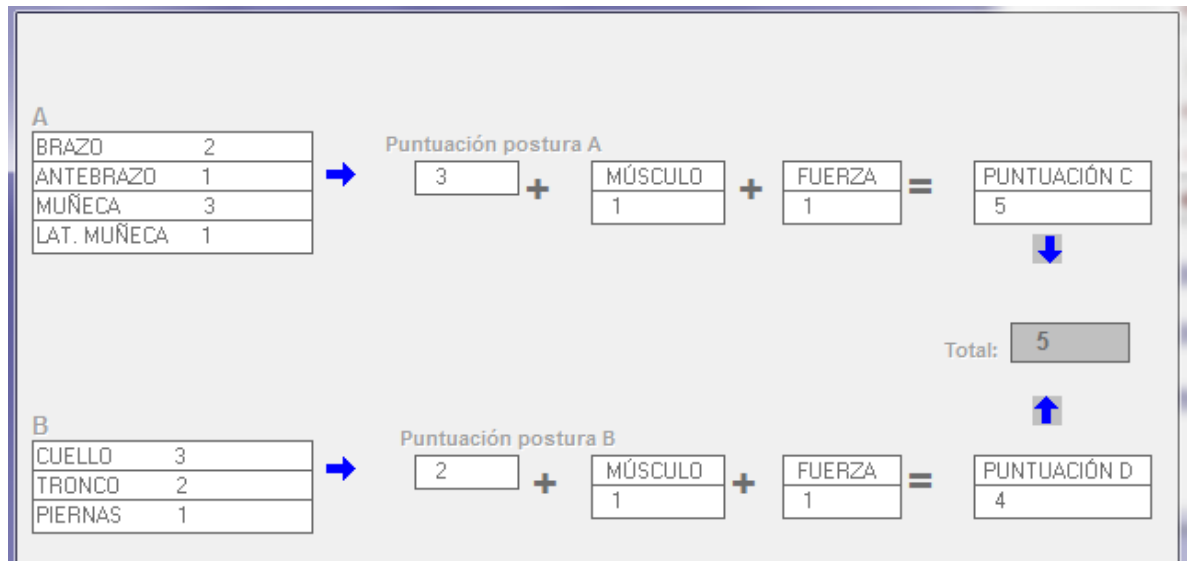 A
BRAZO 2
ANTEBRAZO 1
MUÑECA 3
LAT. MUÑECA 1
Puntuación postura A
3 + MÚSCULO 1 + FUERZA 1 = PUNTUACIÓN C 5
Total: 5
B
CUELLO 3
TRONCO 2
PIERNAS 1
Puntuación postura B
2 + MÚSCULO 1 + FUERZA 1 = PUNTUACIÓN D 4